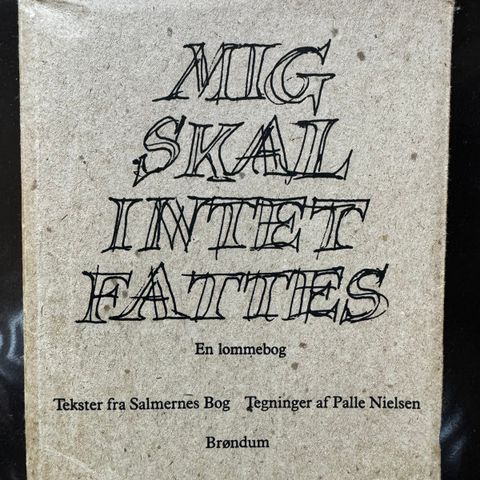 MIG
SKAL
INTET
FATTES
En lommebog
Tekster fra Salmernes Bog Tegninger af Palle Nielsen
Brøndum